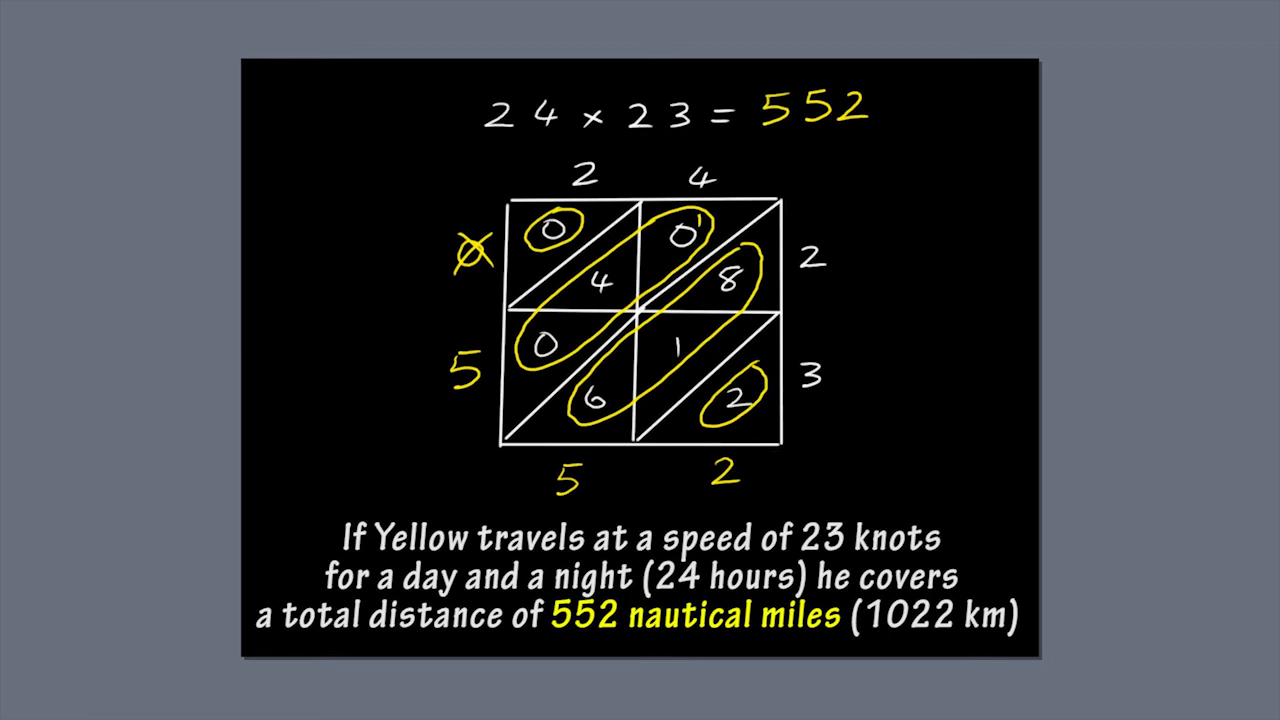 24 × 23 = 552
2 4
0 0 1
0 2
4 8
0 1
5 3
6 2
5 2
If Yellow travels at a speed of 23 knots
for a day and a night (24 hours) he covers
a total distance of 552 nautical miles (1022 km)